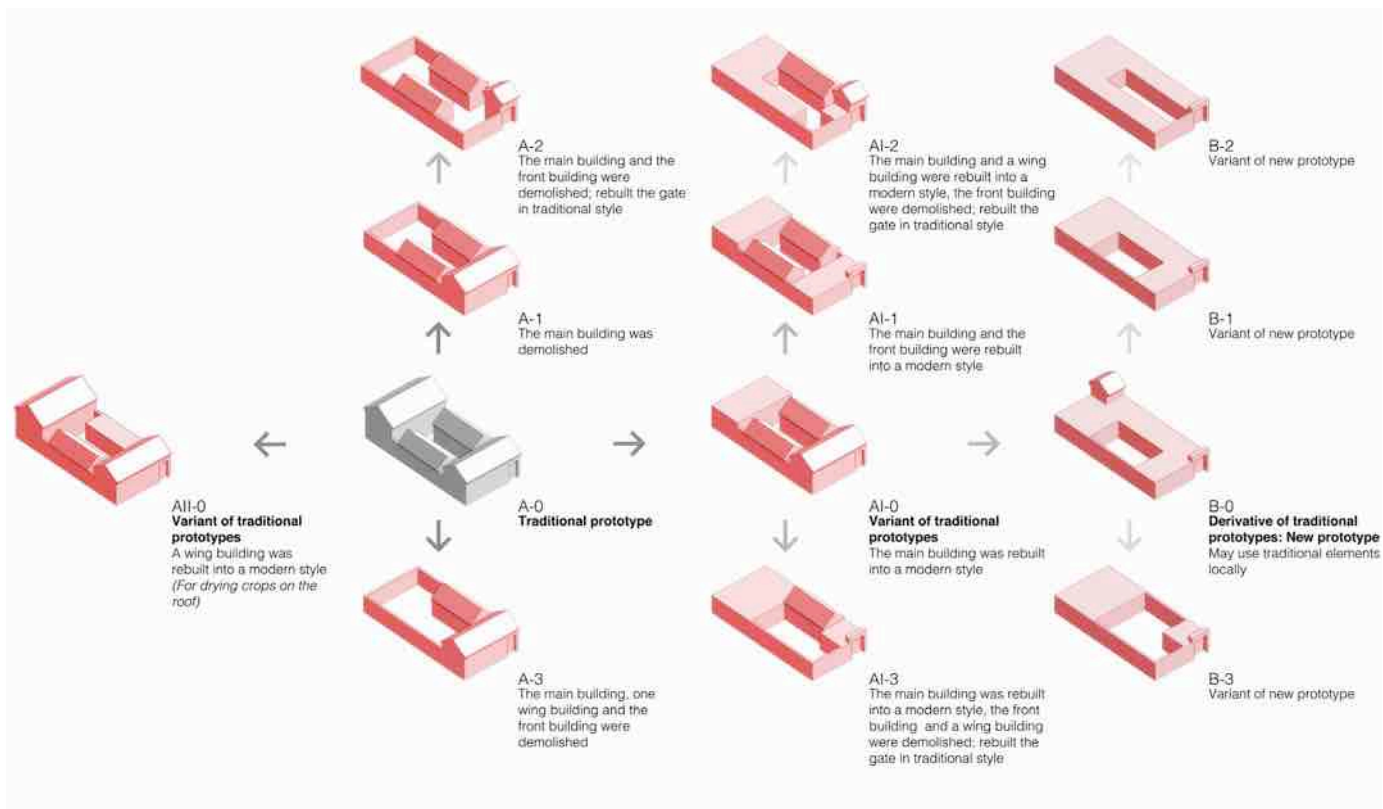 A-2
The main building and the
front building were
demolished; rebuilt the gate
in traditional style
AI-2
The main building and a wing
building were rebuilt into a
modern style, the front building
were demolished; rebuilt the
gate in traditional style
B-2
Variant of new prototype
A-1
The main building was
demolished
AI-1
The main building and the
front building were rebuilt
into a modern style
B-1
Variant of new prototype
AII-0
Variant of traditional
prototypes
A wing building was
rebuilt into a modern style
(For drying crops on the
roof)
A-0
Traditional prototype
AI-0
Variant of traditional
prototypes
The main building was rebuilt
into a modern style
B-0
Derivative of traditional
prototypes: New prototype
May use traditional elements
locally
A-3
The main building, one
wing building and the
front building were
demolished
AI-3
The main building was rebuilt
into a modern style, the front
building and a wing building
were demolished; rebuilt the
gate in traditional style
B-3
Variant of new prototype